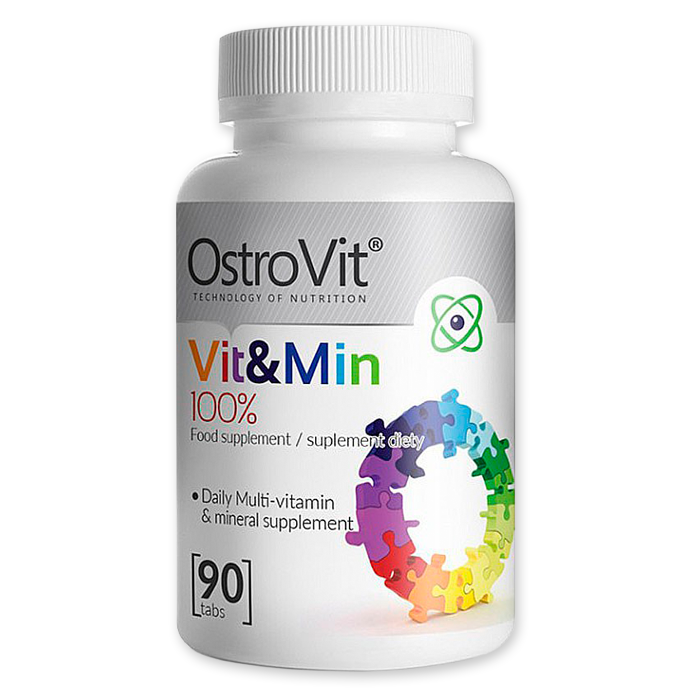 OstroVit®
TECHNOLOGY OF NUTRITION
Vit&Min
100%
Food supplement / suplement diety
• Daily Multi-vitamin
& mineral supplement
[90]
tabs